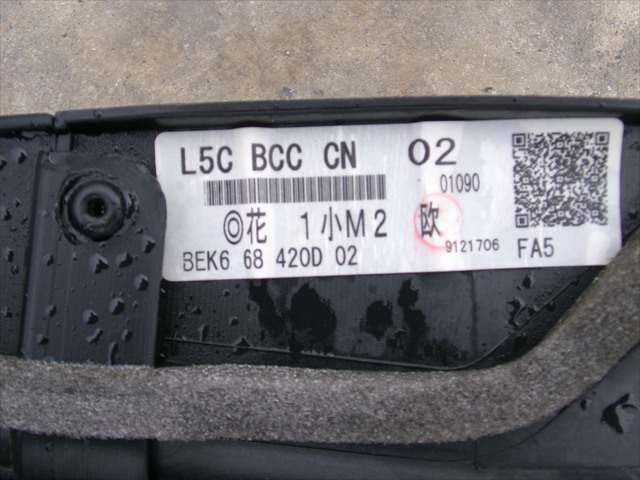 L5C BCC CN 02
01090
◎花 1小M2 欧
9121706 FA5
BEK6 68 420D 02